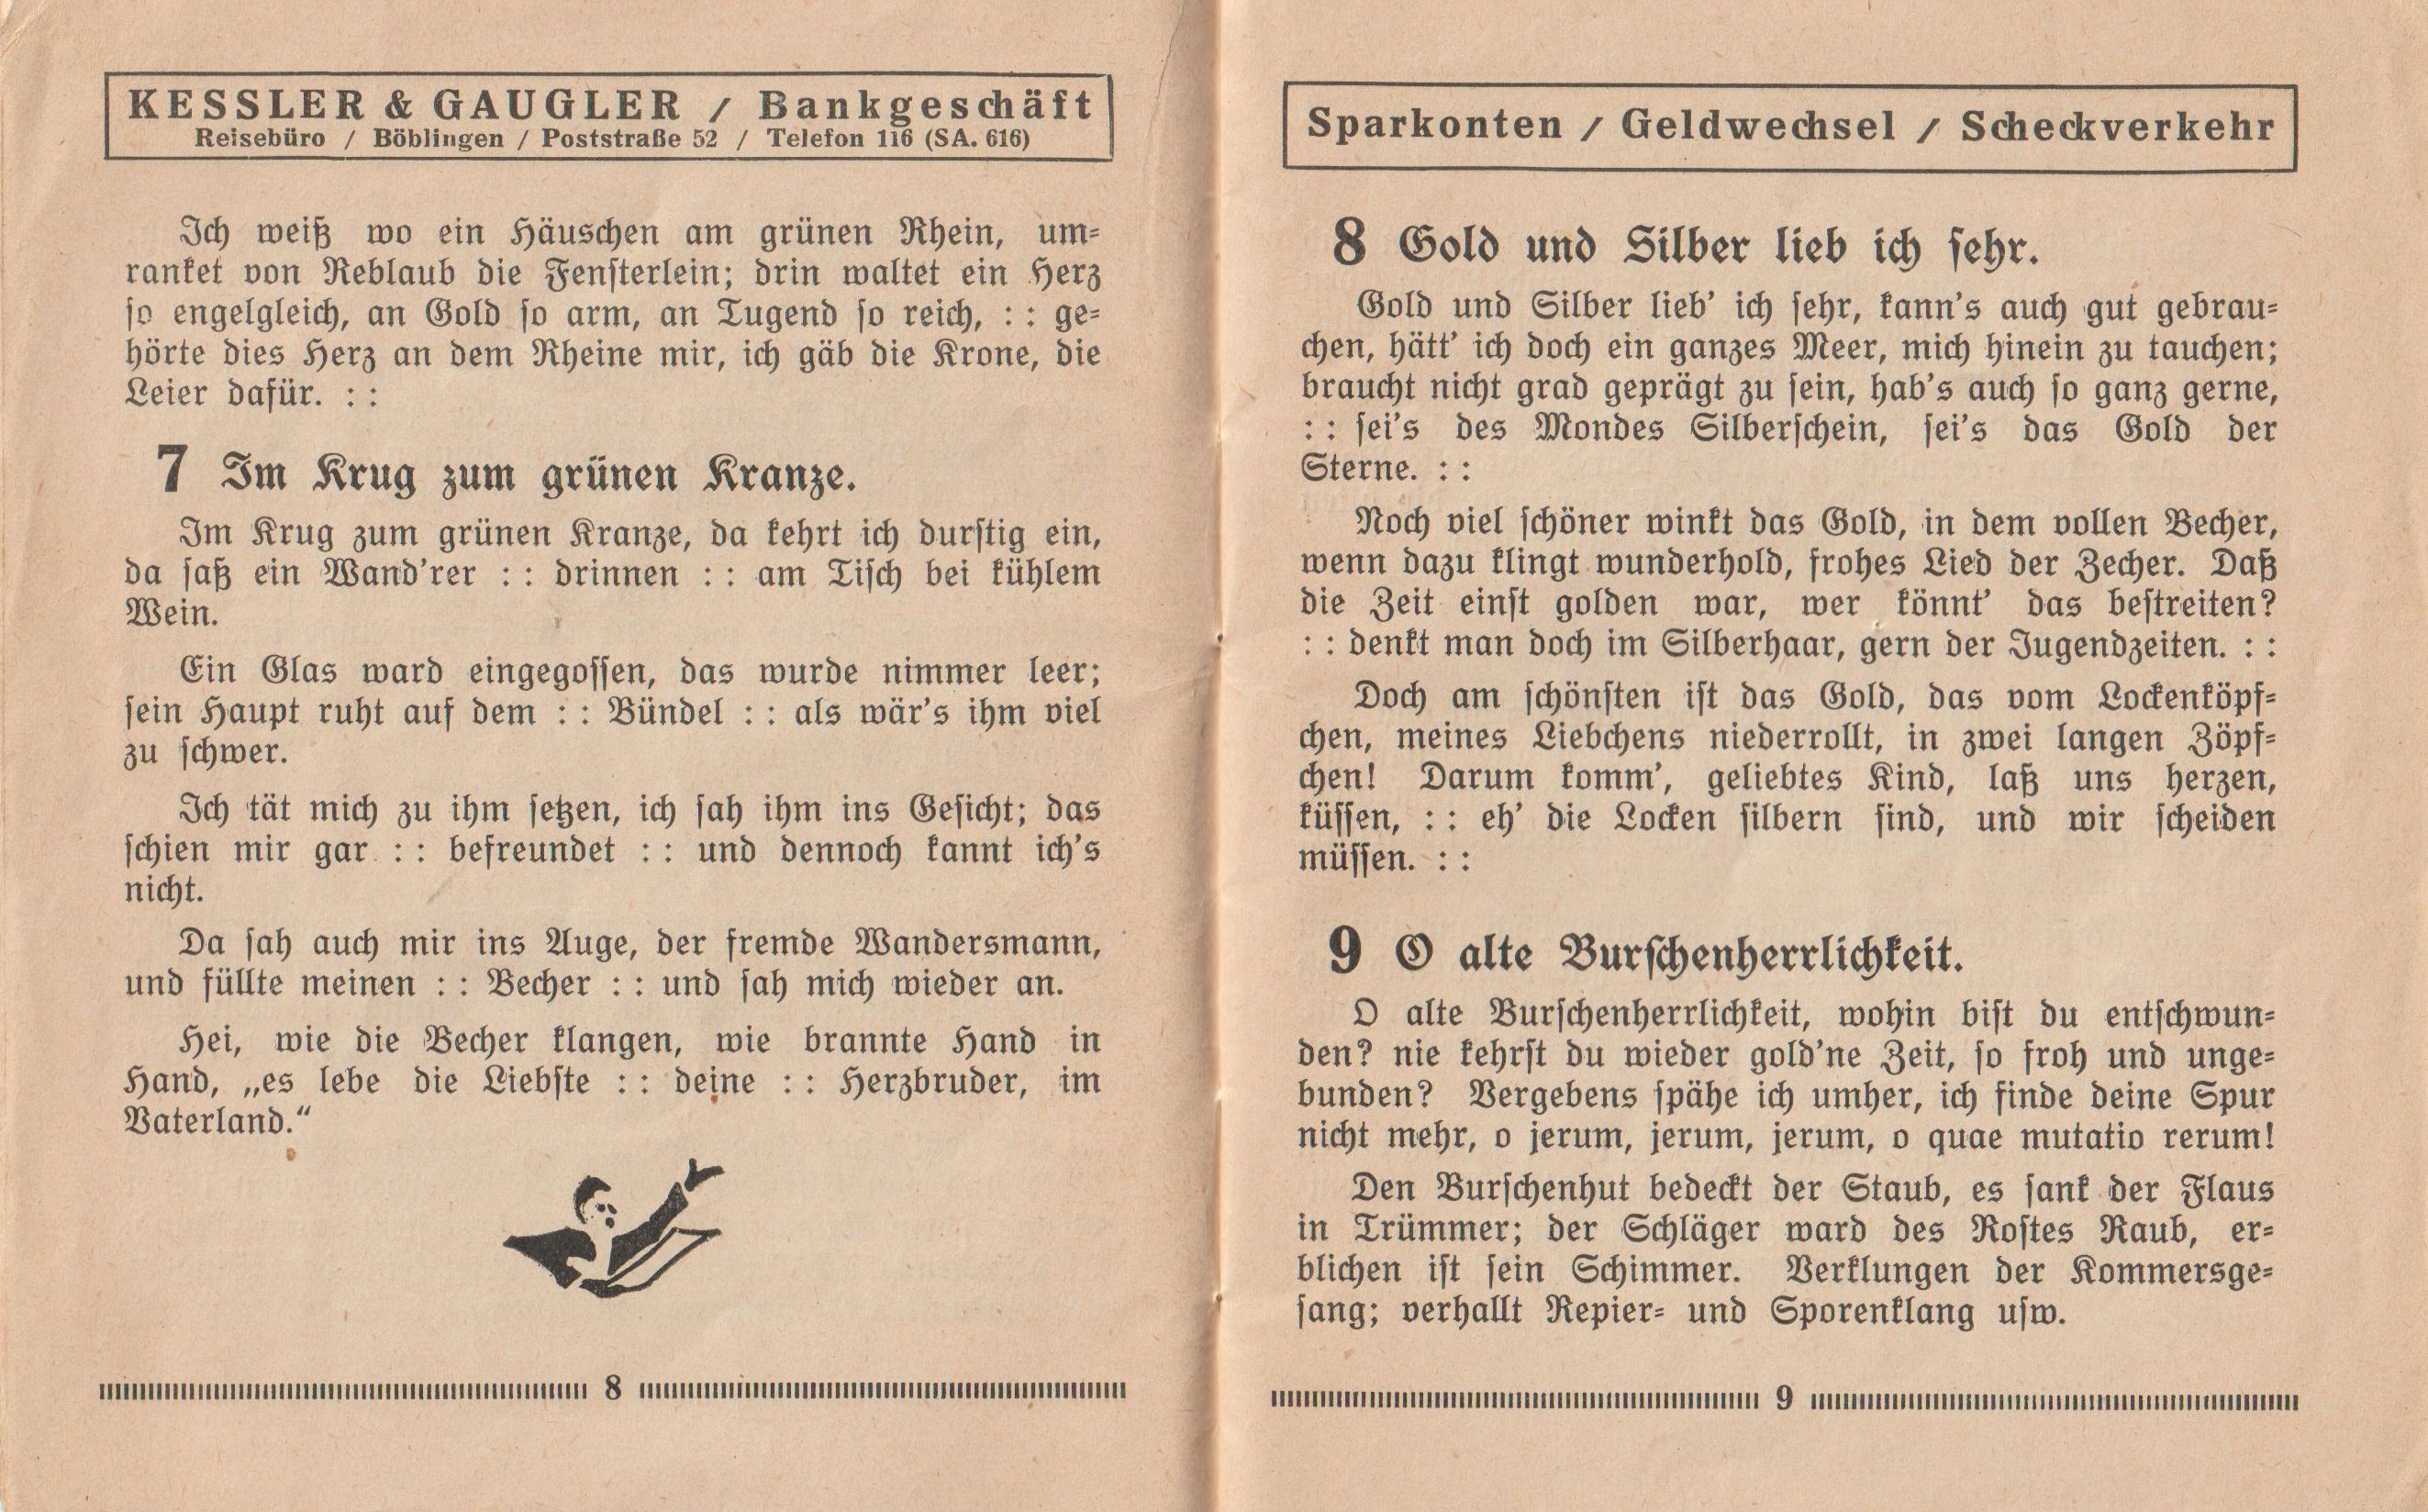 KESSLER & GAUGLER / Bankgeschäft
Reisebüro / Böblingen / Poststraße 52 / Telefon 116 (SA. 616)
Ich weiß wo ein Häuschen am grünen Rhein, um-
ranket von Reblaub die Fensterlein; drin waltet ein Herz
so engelgleich, an Gold so arm, an Tugend so reich, : : ge-
hörte dies Herz an dem Rheine mir, ich gäb die Krone, die
Leier dafür. : :
7 Im Krug zum grünen Kranze.
Im Krug zum grünen Kranze, da kehrt ich durstig ein,
da saß ein Wand'rer : : drinnen : : am Tisch bei kühlem
Wein.
Ein Glas ward eingegossen, das wurde nimmer leer;
sein Haupt ruht auf dem : : Bündel : : als wär's ihm viel
zu schwer.
Ich tät mich zu ihm setzen, ich sah ihm ins Gesicht; das
schien mir gar : : befreundet : : und dennoch kannt ich's
nicht.
Da sah auch mir ins Auge, der fremde Wandersmann,
und füllte meinen : : Becher : : und sah mich wieder an.
Hei, wie die Becher klangen, wie brannte Hand in
Hand, „es lebe die Liebste : : deine : : Herzbruder, im
Vaterland.“
8
Sparkonten / Geldwechsel / Scheckverkehr
8 Gold und Silber lieb ich sehr.
Gold und Silber lieb' ich sehr, kann's auch gut gebrau-
chen, hätt' ich doch ein ganzes Meer, mich hinein zu tauchen;
braucht nicht grad geprägt zu sein, hab's auch so ganz gerne,
: : sei's des Mondes Silberschein, sei's das Gold der
Sterne. : :
Noch viel schöner winkt das Gold, in dem vollen Becher,
wenn dazu klingt wunderhold, frohes Lied der Zecher. Daß
die Zeit einst golden war, wer könnt' das bestreiten?
: : denkt man doch im Silberhaar, gern der Jugendzeiten. : :
Doch am schönsten ist das Gold, das vom Lockenköpf-
chen, meines Liebchens niederrollt, in zwei langen Zöpf-
chen! Darum komm', geliebtes Kind, laß uns herzen,
küssen, : : eh' die Locken silbern sind, und wir scheiden
müssen. : :
9 O alte Burschenherrlichkeit.
O alte Burschenherrlichkeit, wohin bist du entschwun-
den? nie kehrst du wieder gold'ne Zeit, so froh und unge-
bunden? Vergebens spähe ich umher, ich finde deine Spur
nicht mehr, o jerum, jerum, jerum, o quae mutatio rerum!
Den Burschenhut bedeckt der Staub, es sank der Flaus
in Trümmer; der Schläger ward des Rostes Raub, er-
blichen ist sein Schimmer. Verklungen der Kommersge-
sang; verhallt Repier- und Sporenklang usw.
9